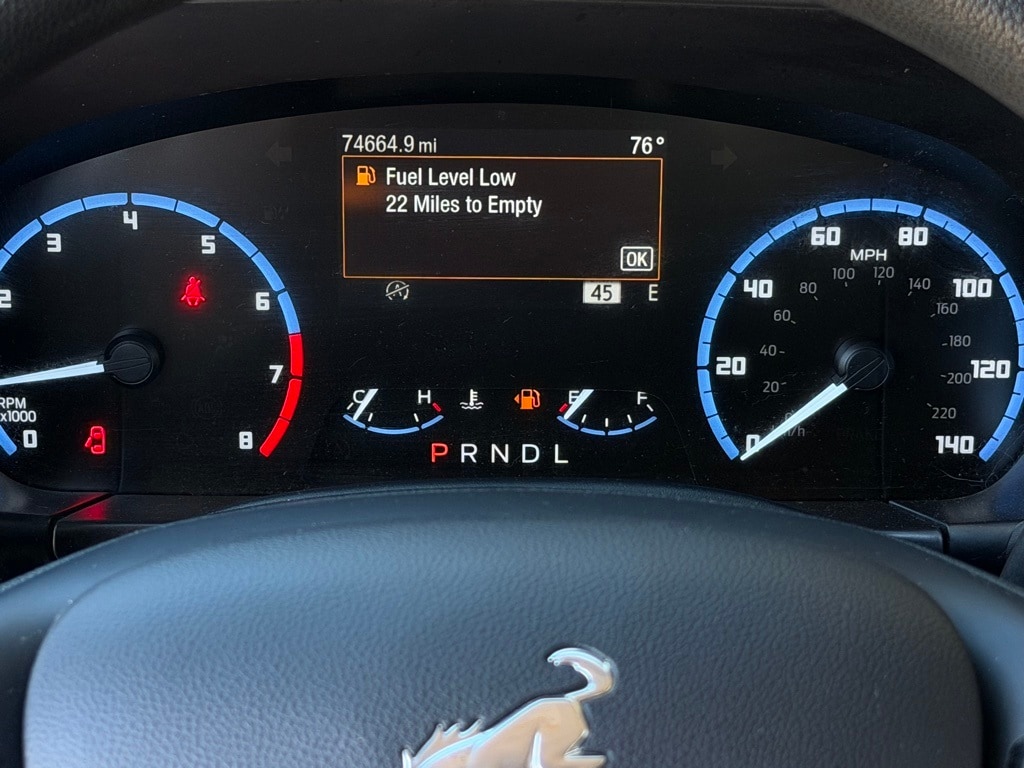 74664.9 mi 76°
Fuel Level Low
22 Miles to Empty
OK
45 E
2 3 4 5 6 7 8
RPM
x1000
0
C H E F
P R N D L
0 20 40 60 80 100 120 140
MPH
20 40 60 80 100 120 140 160 180 200 220